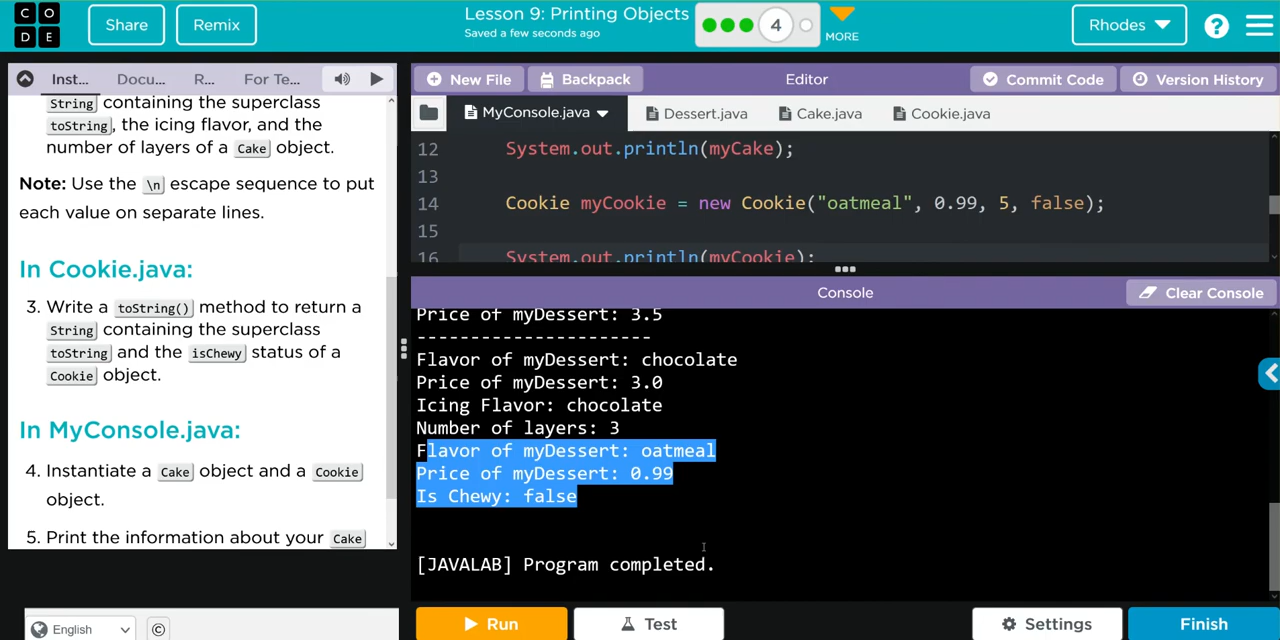 C O
D E
Share
Remix
Lesson 9: Printing Objects
Saved a few seconds ago
4
MORE
Rhodes
?
Inst...
Docu...
R...
For Te...
New File
Backpack
Editor
Commit Code
Version History
MyConsole.java
Dessert.java
Cake.java
Cookie.java
String containing the superclass
toString, the icing flavor, and the
number of layers of a Cake object.
Note: Use the \n escape sequence to put
each value on separate lines.
In Cookie.java:
3. Write a toString() method to return a
String containing the superclass
toString and the isChewy status of a
Cookie object.
In MyConsole.java:
4. Instantiate a Cake object and a Cookie
object.
5. Print the information about your Cake
12 System.out.println(myCake);
13
14 Cookie myCookie = new Cookie("oatmeal", 0.99, 5, false);
15
16 System.out.println(myCookie);
Console
Clear Console
Price of myDessert: 3.5
----------------------
Flavor of myDessert: chocolate
Price of myDessert: 3.0
Icing Flavor: chocolate
Number of layers: 3
Flavor of myDessert: oatmeal
Price of myDessert: 0.99
Is Chewy: false
[JAVALAB] Program completed.
English
©
Run
Test
Settings
Finish